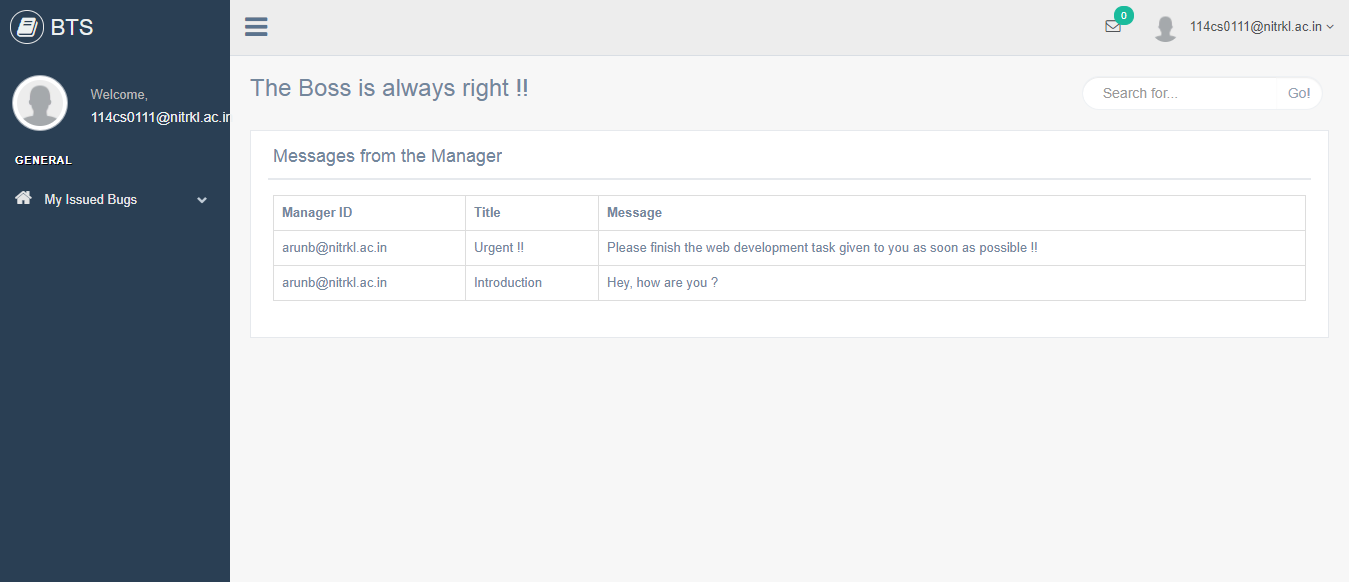 BTS
0
114cs0111@nitrkl.ac.in
Welcome,
114cs0111@nitrkl.ac.in
GENERAL
My Issued Bugs
The Boss is always right !!
Search for... Go!
Messages from the Manager
Manager ID Title Message
arunb@nitrkl.ac.in Urgent !! Please finish the web development task given to you as soon as possible !!
arunb@nitrkl.ac.in Introduction Hey, how are you ?